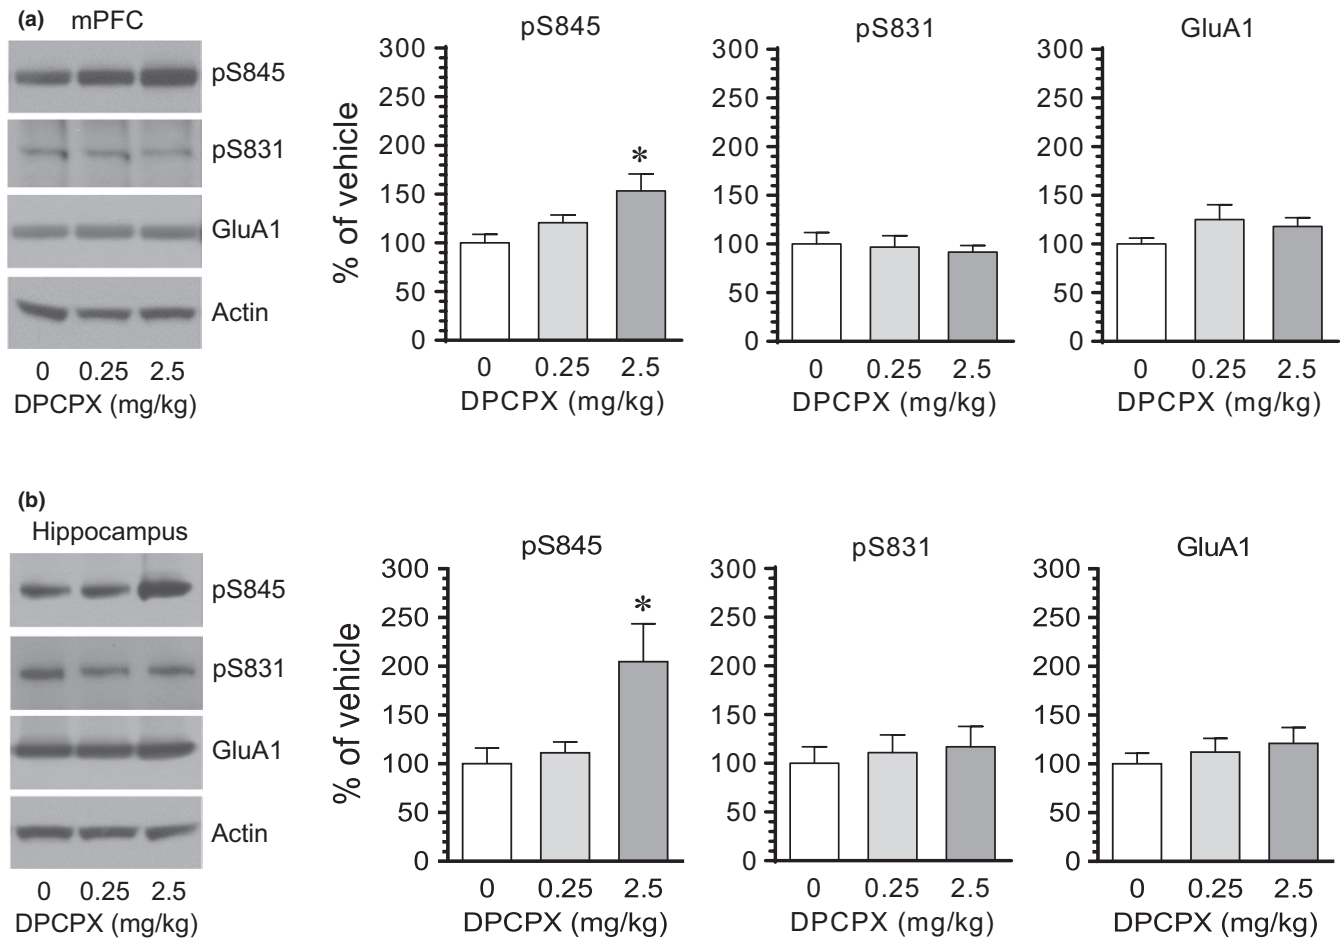 (a) mPFC
pS845
pS831
GluA1
Actin
0 0.25 2.5
DPCPX (mg/kg)
pS845
% of vehicle
300
250
200
150
100
50
0
*
0 0.25 2.5
DPCPX (mg/kg)
pS831
300
250
200
150
100
50
0
0 0.25 2.5
DPCPX (mg/kg)
GluA1
300
250
200
150
100
50
0
0 0.25 2.5
DPCPX (mg/kg)
(b)
Hippocampus
pS845
pS831
GluA1
Actin
0 0.25 2.5
DPCPX (mg/kg)
pS845
% of vehicle
300
250
200
150
100
50
0
*
0 0.25 2.5
DPCPX (mg/kg)
pS831
300
250
200
150
100
50
0
0 0.25 2.5
DPCPX (mg/kg)
GluA1
300
250
200
150
100
50
0
0 0.25 2.5
DPCPX (mg/kg)